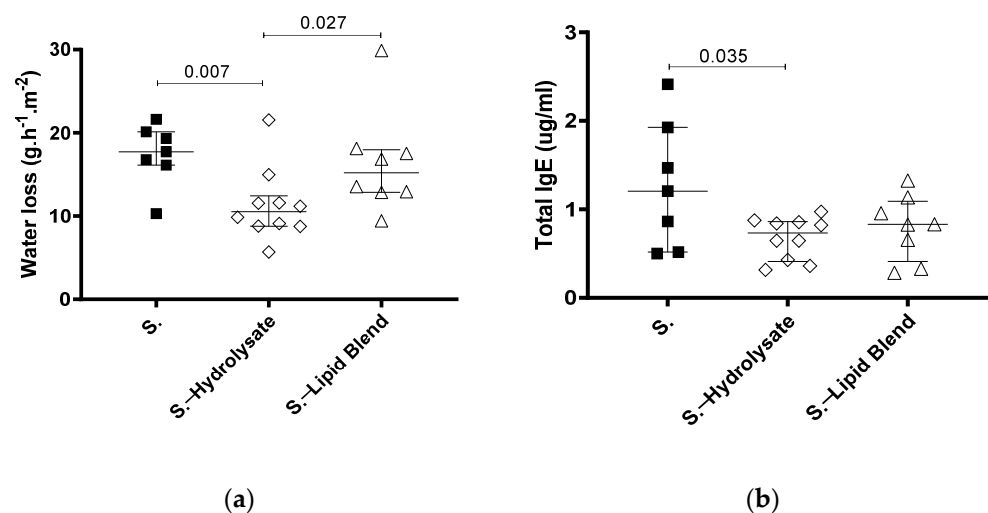 0.027
0.007
30
20
10
0
Water loss (g.h-1.m-2)
S.
S.–Hydrolysate
S.–Lipid Blend
(a)
0.035
3
2
1
0
Total IgE (ug/ml)
S.
S.–Hydrolysate
S.–Lipid Blend
(b)